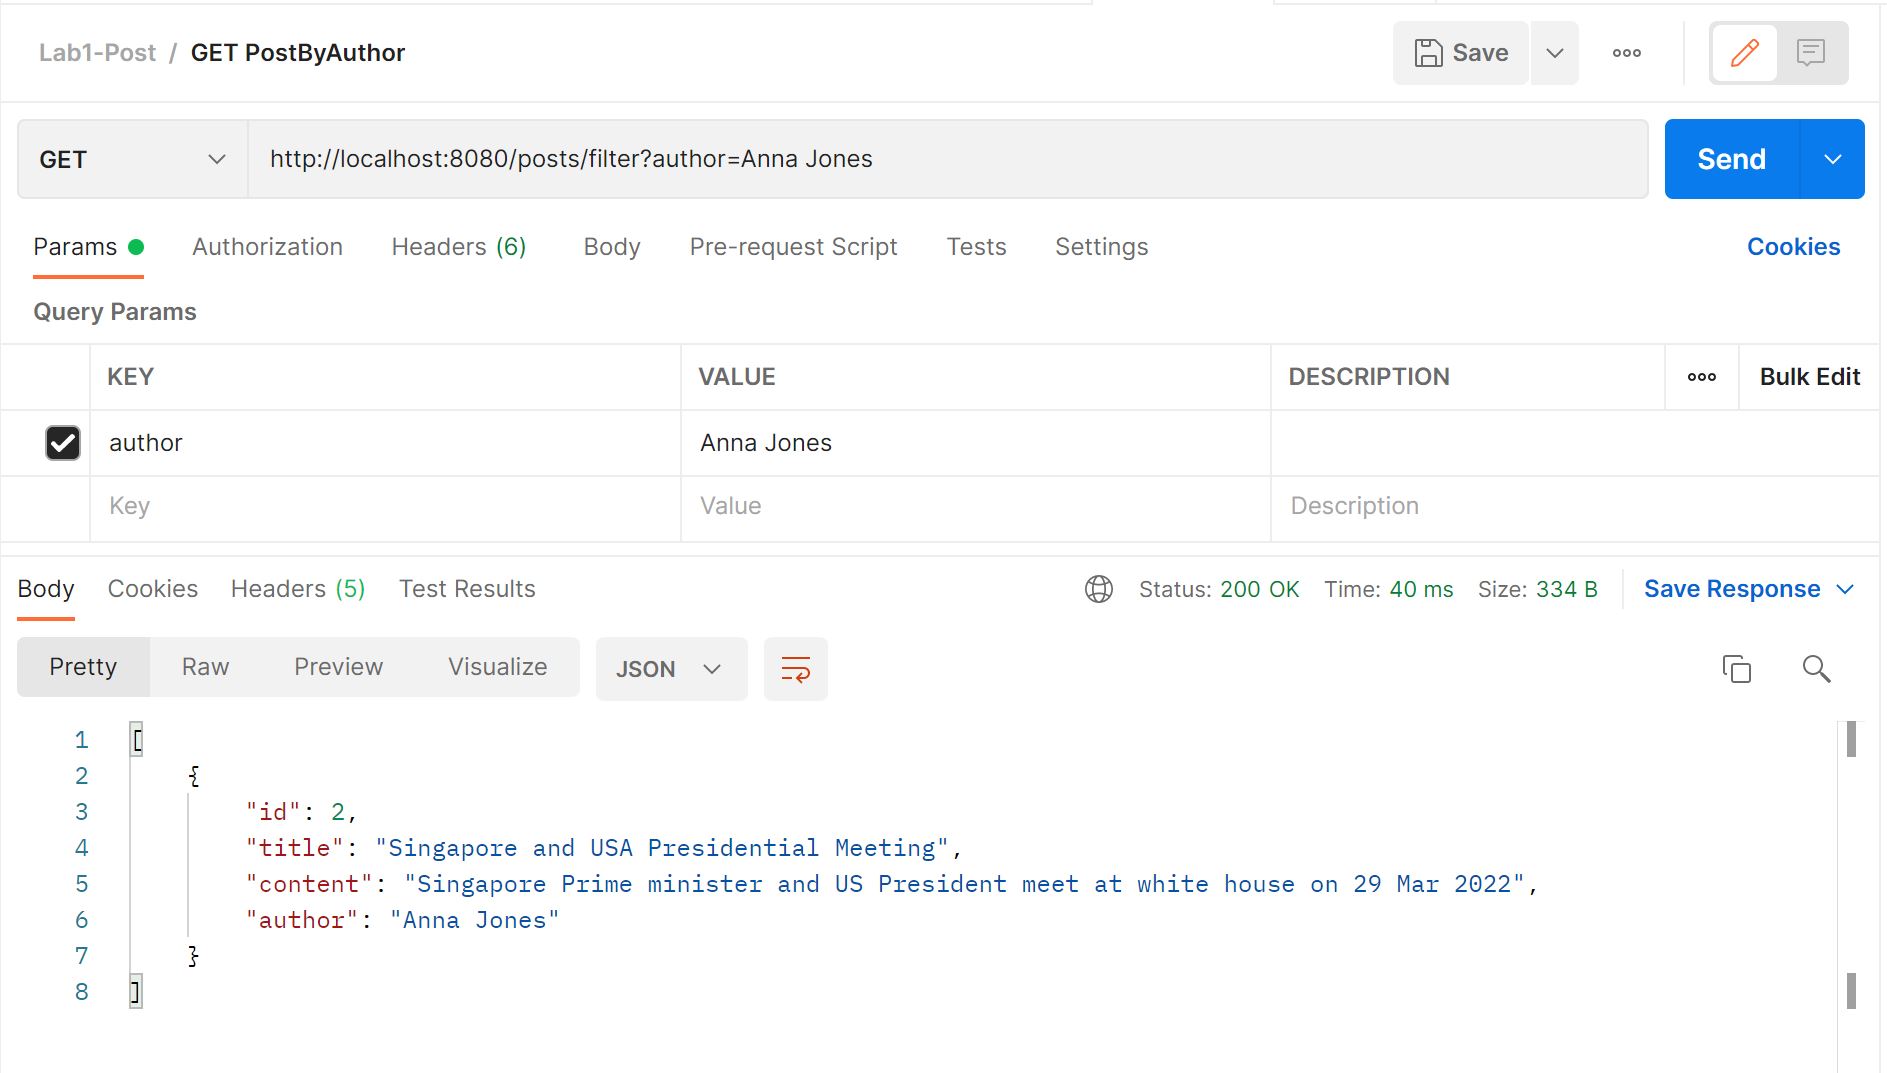 Lab1-Post / GET PostByAuthor Save
GET http://localhost:8080/posts/filter?author=Anna Jones Send
Params Authorization Headers (6) Body Pre-request Script Tests Settings Cookies
Query Params
KEY VALUE DESCRIPTION Bulk Edit
author Anna Jones
Key Value Description
Body Cookies Headers (5) Test Results Status: 200 OK Time: 40 ms Size: 334 B Save Response
Pretty Raw Preview Visualize JSON
1 [
2 {
3 "id": 2,
4 "title": "Singapore and USA Presidential Meeting",
5 "content": "Singapore Prime minister and US President meet at white house on 29 Mar 2022",
6 "author": "Anna Jones"
7 }
8 ]